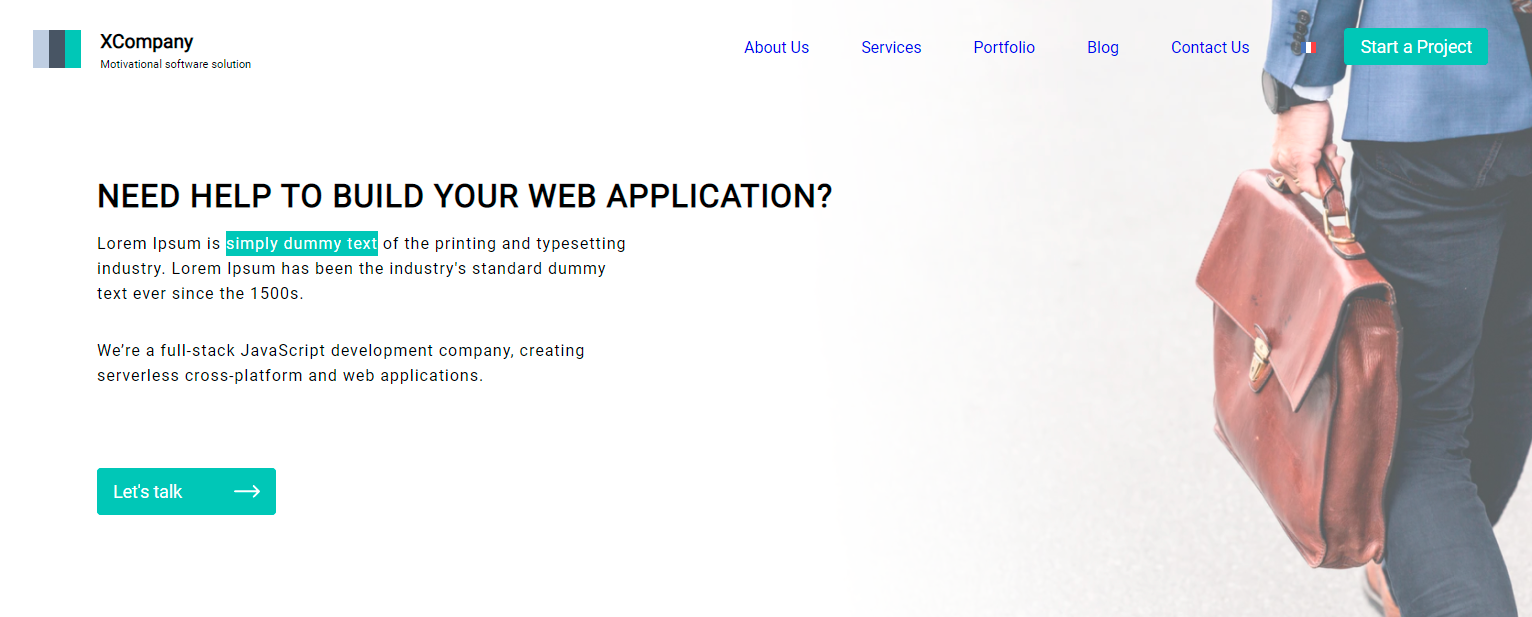 XCompany
Motivational software solution
About Us
Services
Portfolio
Blog
Contact Us
Start a Project
NEED HELP TO BUILD YOUR WEB APPLICATION?
Lorem Ipsum is simply dummy text of the printing and typesetting
industry. Lorem Ipsum has been the industry's standard dummy
text ever since the 1500s.
We’re a full-stack JavaScript development company, creating
serverless cross-platform and web applications.
Let's talk